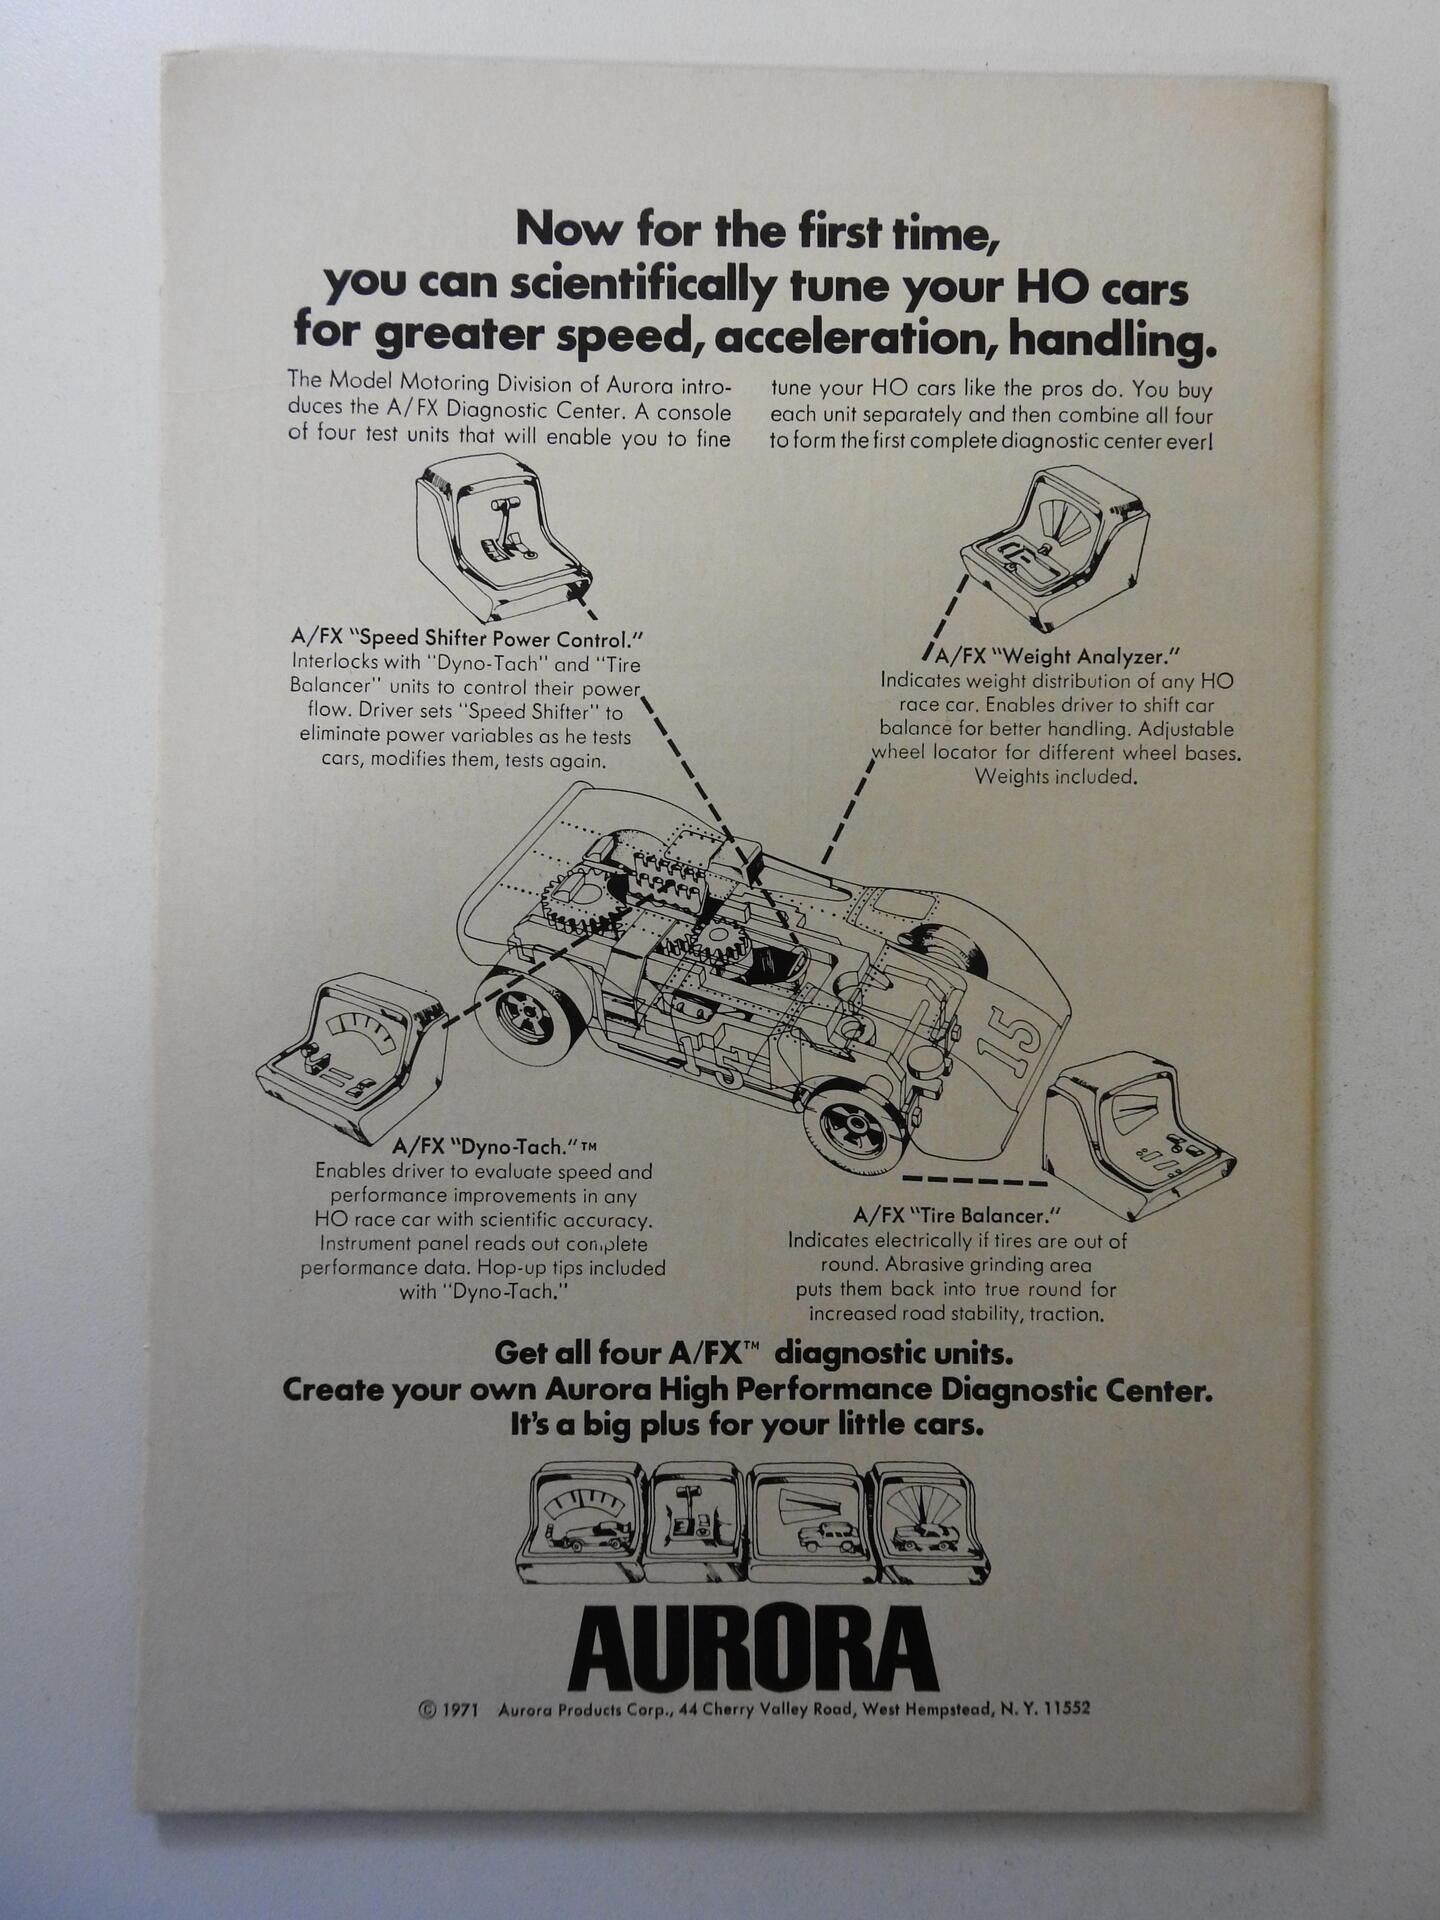 Now for the first time,
you can scientifically tune your HO cars
for greater speed, acceleration, handling.
The Model Motoring Division of Aurora intro-
duces the A/FX Diagnostic Center. A console
of four test units that will enable you to fine
tune your HO cars like the pros do. You buy
each unit separately and then combine all four
to form the first complete diagnostic center ever!
A/FX "Speed Shifter Power Control."
Interlocks with "Dyno-Tach" and "Tire
Balancer" units to control their power
flow. Driver sets "Speed Shifter" to
eliminate power variables as he tests
cars, modifies them, tests again.
A/FX "Weight Analyzer."
Indicates weight distribution of any HO
race car. Enables driver to shift car
balance for better handling. Adjustable
wheel locator for different wheel bases.
Weights included.
15
15
A/FX "Dyno-Tach."™
Enables driver to evaluate speed and
performance improvements in any
HO race car with scientific accuracy.
Instrument panel reads out complete
performance data. Hop-up tips included
with "Dyno-Tach."
A/FX "Tire Balancer."
Indicates electrically if tires are out of
round. Abrasive grinding area
puts them back into true round for
increased road stability, traction.
Get all four A/FX™ diagnostic units.
Create your own Aurora High Performance Diagnostic Center.
It's a big plus for your little cars.
AURORA
© 1971 Aurora Products Corp., 44 Cherry Valley Road, West Hempstead, N. Y. 11552